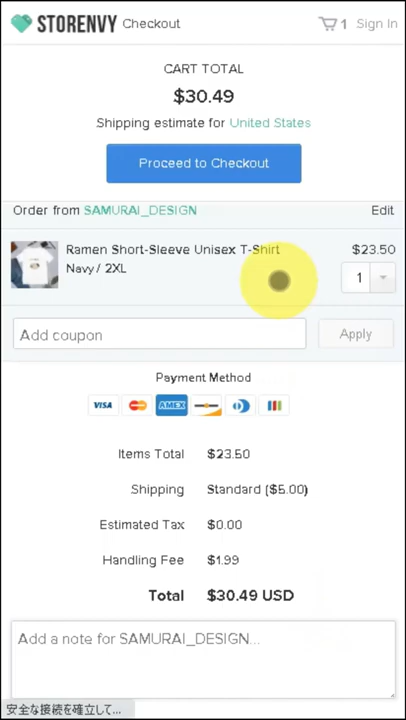 STORENVY Checkout 1 Sign In
CART TOTAL
$30.49
Shipping estimate for United States
Proceed to Checkout
Order from SAMURAI_DESIGN Edit
Ramen Short-Sleeve Unisex T-Shirt $23.50
Navy / 2XL
1
Add coupon Apply
Payment Method
VISA AMEX
Items Total $23.50
Shipping Standard ($5.00)
Estimated Tax $0.00
Handling Fee $1.99
Total $30.49 USD
Add a note for SAMURAI_DESIGN...
安全な接続を確立して...